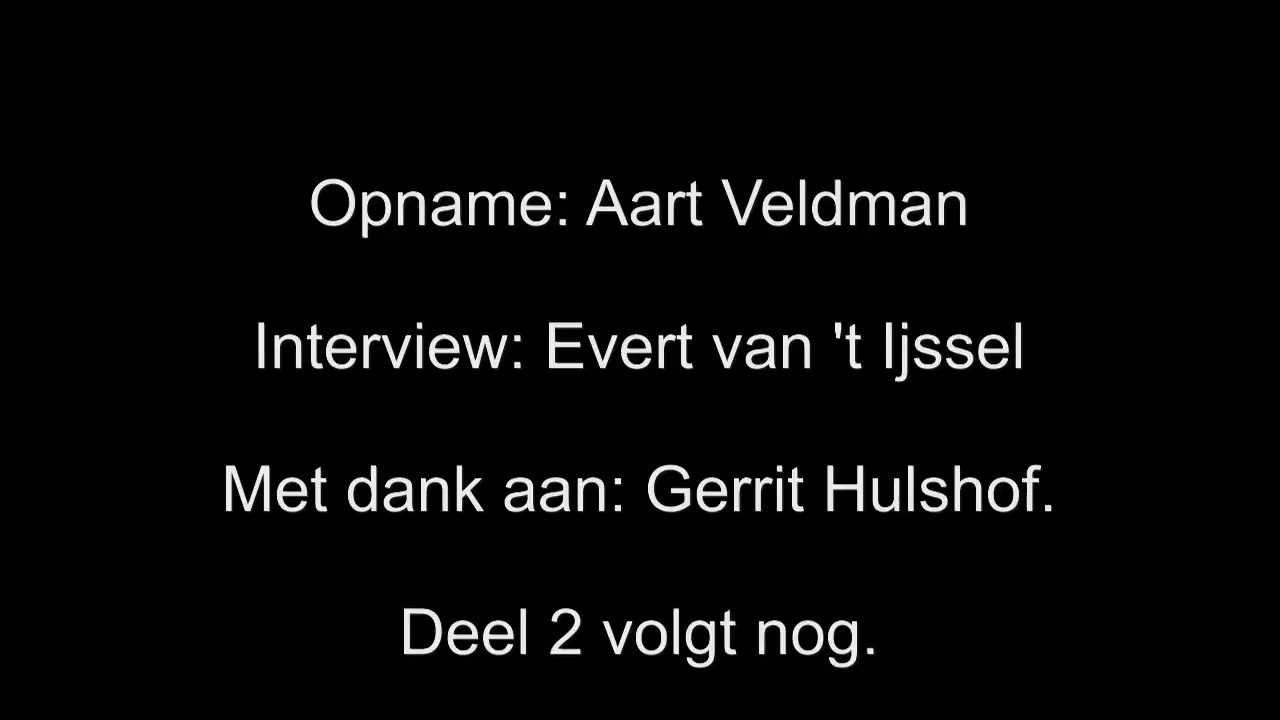 Opname: Aart Veldman
Interview: Evert van 't Ijssel
Met dank aan: Gerrit Hulshof.
Deel 2 volgt nog.